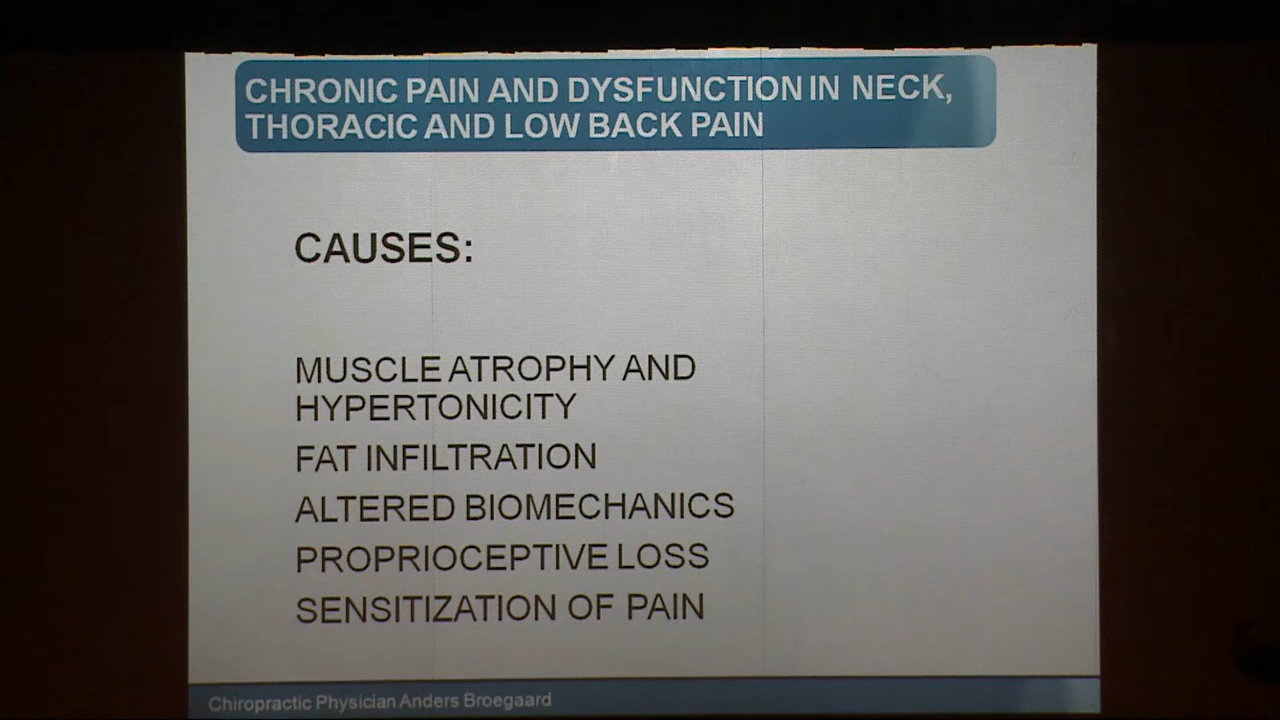 CHRONIC PAIN AND DYSFUNCTION IN NECK,
THORACIC AND LOW BACK PAIN
CAUSES:
MUSCLE ATROPHY AND
HYPERTONICITY
FAT INFILTRATION
ALTERED BIOMECHANICS
PROPRIOCEPTIVE LOSS
SENSITIZATION OF PAIN
Chiropractic Physician Anders Broegaard